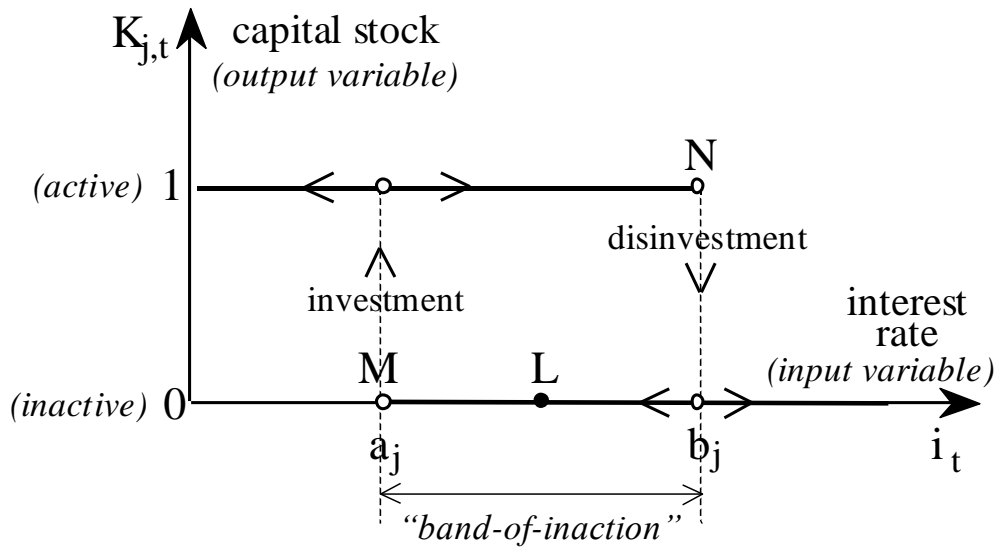 K_{j,t} capital stock
(output variable)
(active) 1
N
disinvestment
investment
interest
rate
(input variable)
M L
(inactive) 0
a_j b_j i_t
“band-of-inaction”